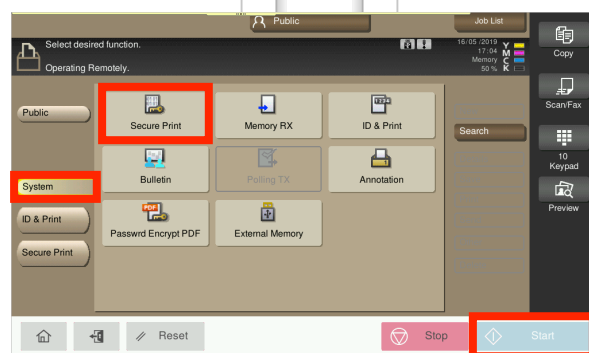 Public
Job List
Select desired function.
Operating Remotely.
16/05 /2019
17:04
Memory
50 %
Y
M
C
K
Copy
Scan/Fax
10
Keypad
Preview
Public
System
ID & Print
Secure Print
Secure Print
Memory RX
1234
ID & Print
Bulletin
Polling TX
Annotation
PDF
Passwrd Encrypt PDF
External Memory
Search
Reset
Stop
Start